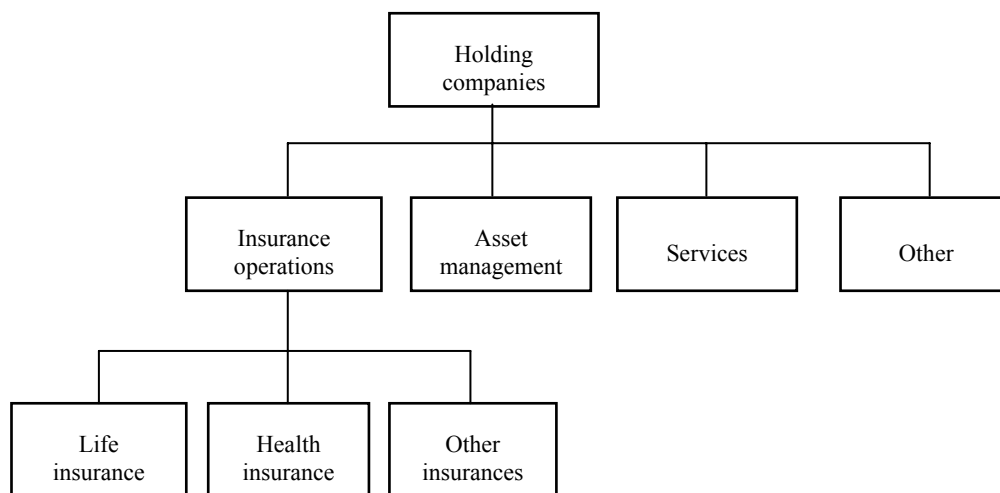 Holding
companies
Insurance
operations
Asset
management
Services
Other
Life
insurance
Health
insurance
Other
insurances